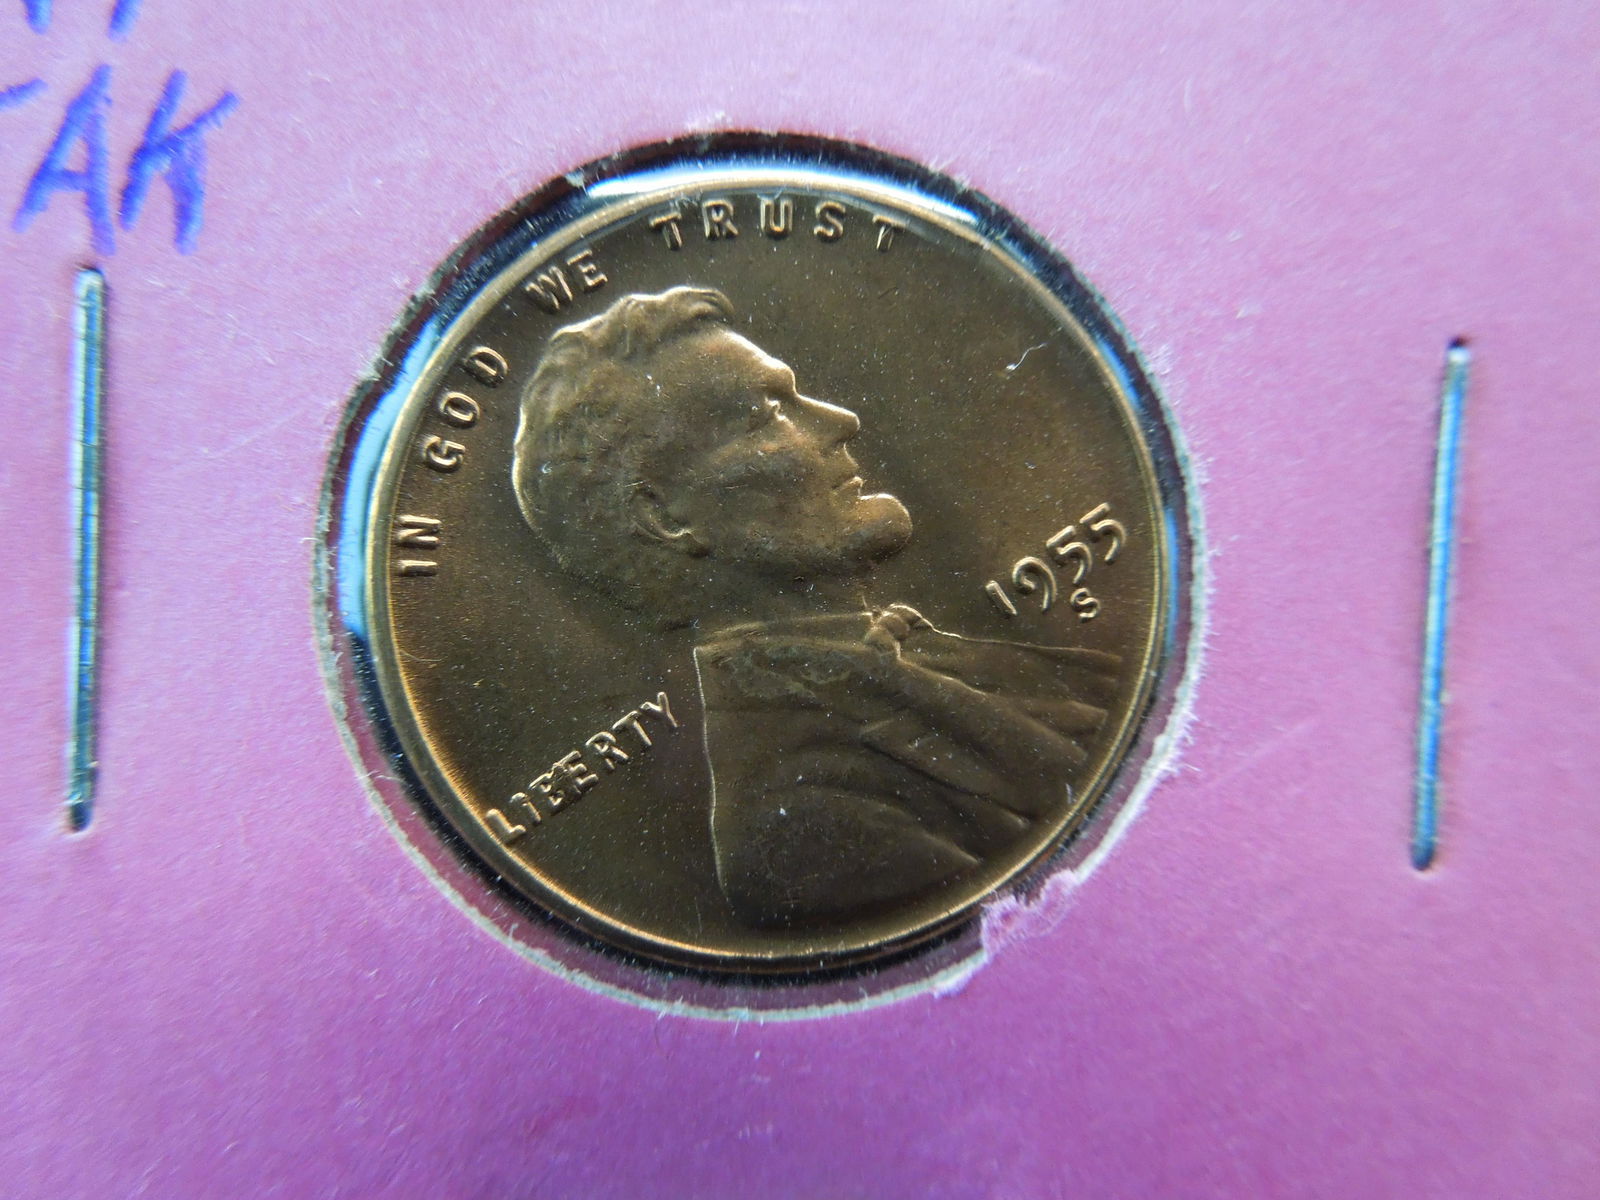 AK
IN GOD WE TRUST
LIBERTY
1955
S